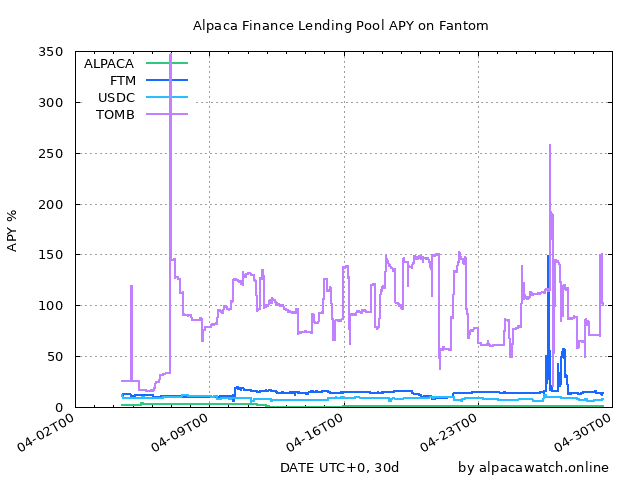 Alpaca Finance Lending Pool APY on Fantom
350
300
250
200
150
100
50
0
APY %
ALPACA
FTM
USDC
TOMB
04-02T00
04-09T00
04-16T00
04-23T00
04-30T00
DATE UTC+0, 30d
by alpacawatch.online